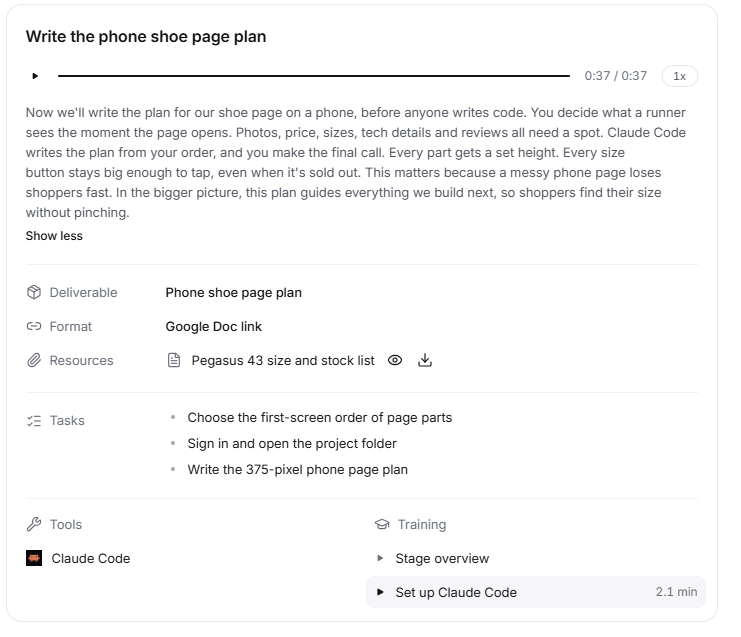 Write the phone shoe page plan
0:37 / 0:37
1x
Now we'll write the plan for our shoe page on a phone, before anyone writes code. You decide what a runner
sees the moment the page opens. Photos, price, sizes, tech details and reviews all need a spot. Claude Code
writes the plan from your order, and you make the final call. Every part gets a set height. Every size
button stays big enough to tap, even when it's sold out. This matters because a messy phone page loses
shoppers fast. In the bigger picture, this plan guides everything we build next, so shoppers find their size
without pinching.
Show less
Deliverable
Phone shoe page plan
Format
Google Doc link
Resources
Pegasus 43 size and stock list
Tasks
Choose the first-screen order of page parts
Sign in and open the project folder
Write the 375-pixel phone page plan
Tools
Claude Code
Training
Stage overview
Set up Claude Code
2.1 min